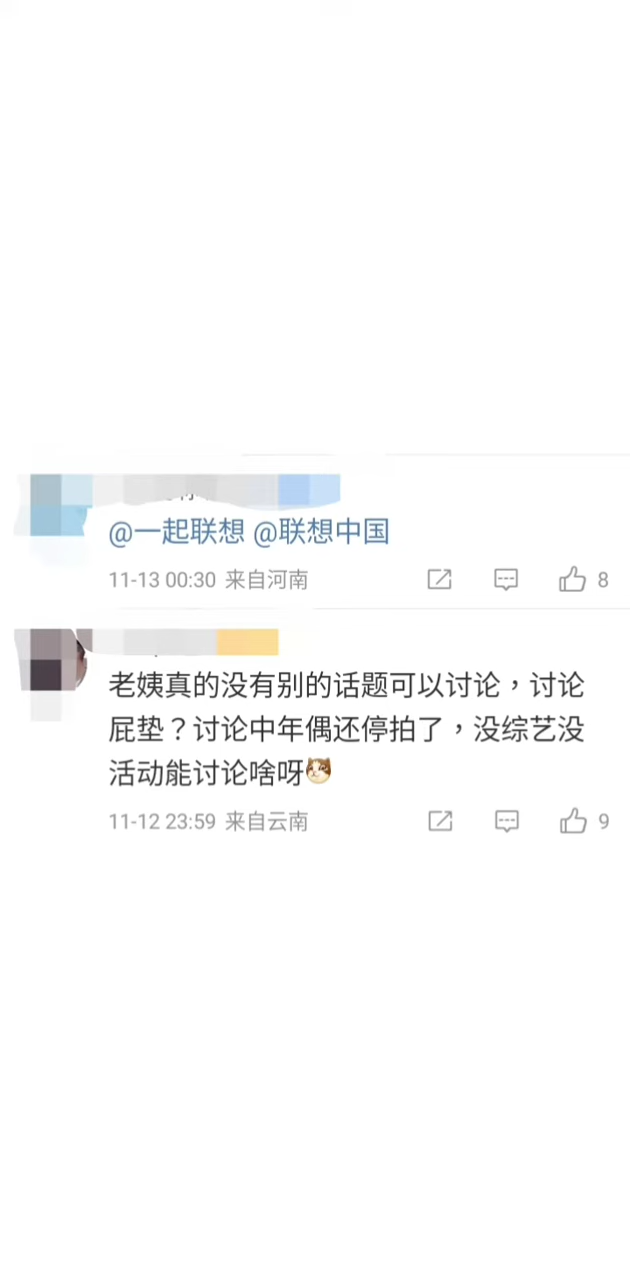 @一起联想 @联想中国
11-13 00:30 来自河南
8
老姨真的没有别的话题可以讨论，讨论
屁垫？讨论中年偶还停拍了，没综艺没
活动能讨论啥呀
11-12 23:59 来自云南
9